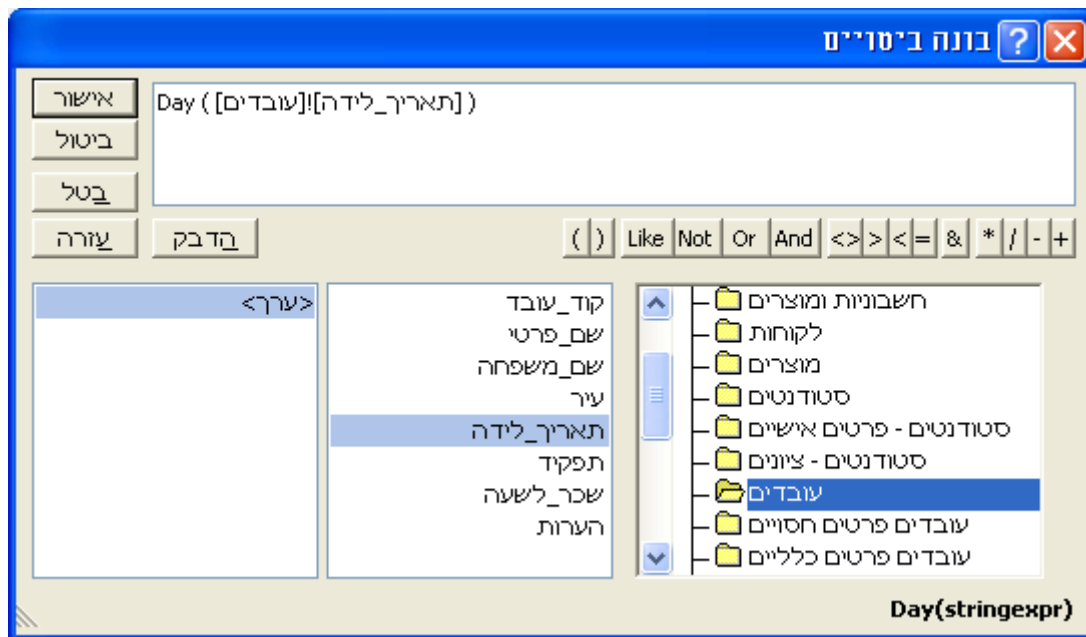 בונה ביטויים
Day ( [עובדים]![תאריך_לידה] )
אישור
ביטול
בטל
עזרה
הדבק
( ) Like Not Or And <> > < = & * / - +
חשבוניות ומוצרים
לקוחות
מוצרים
סטודנטים
סטודנטים - פרטים אישיים
סטודנטים - ציונים
עובדים
עובדים פרטים חסויים
עובדים פרטים כלליים
קוד_עובד
שם_פרטי
שם_משפחה
עיר
תאריך_לידה
תפקיד
שכר_לשעה
הערות
<ערך>
Day(stringexpr)